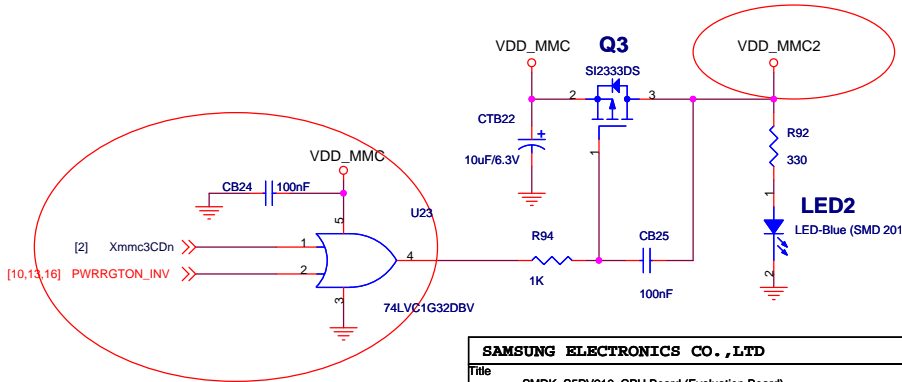 VDD_MMC
Q3
VDD_MMC2
SI2333DS
2
3
CTB22
+
10uF/6.3V
1
R92
330
VDD_MMC
CB24
100nF
5
U23
1
LED2
LED-Blue (SMD 201
[2] Xmmc3CDn
1
[10,13,16] PWRRGTON_INV
2
4
R94
1K
CB25
100nF
2
3
74LVC1G32DBV
SAMSUNG ELECTRONICS CO.,LTD
Title